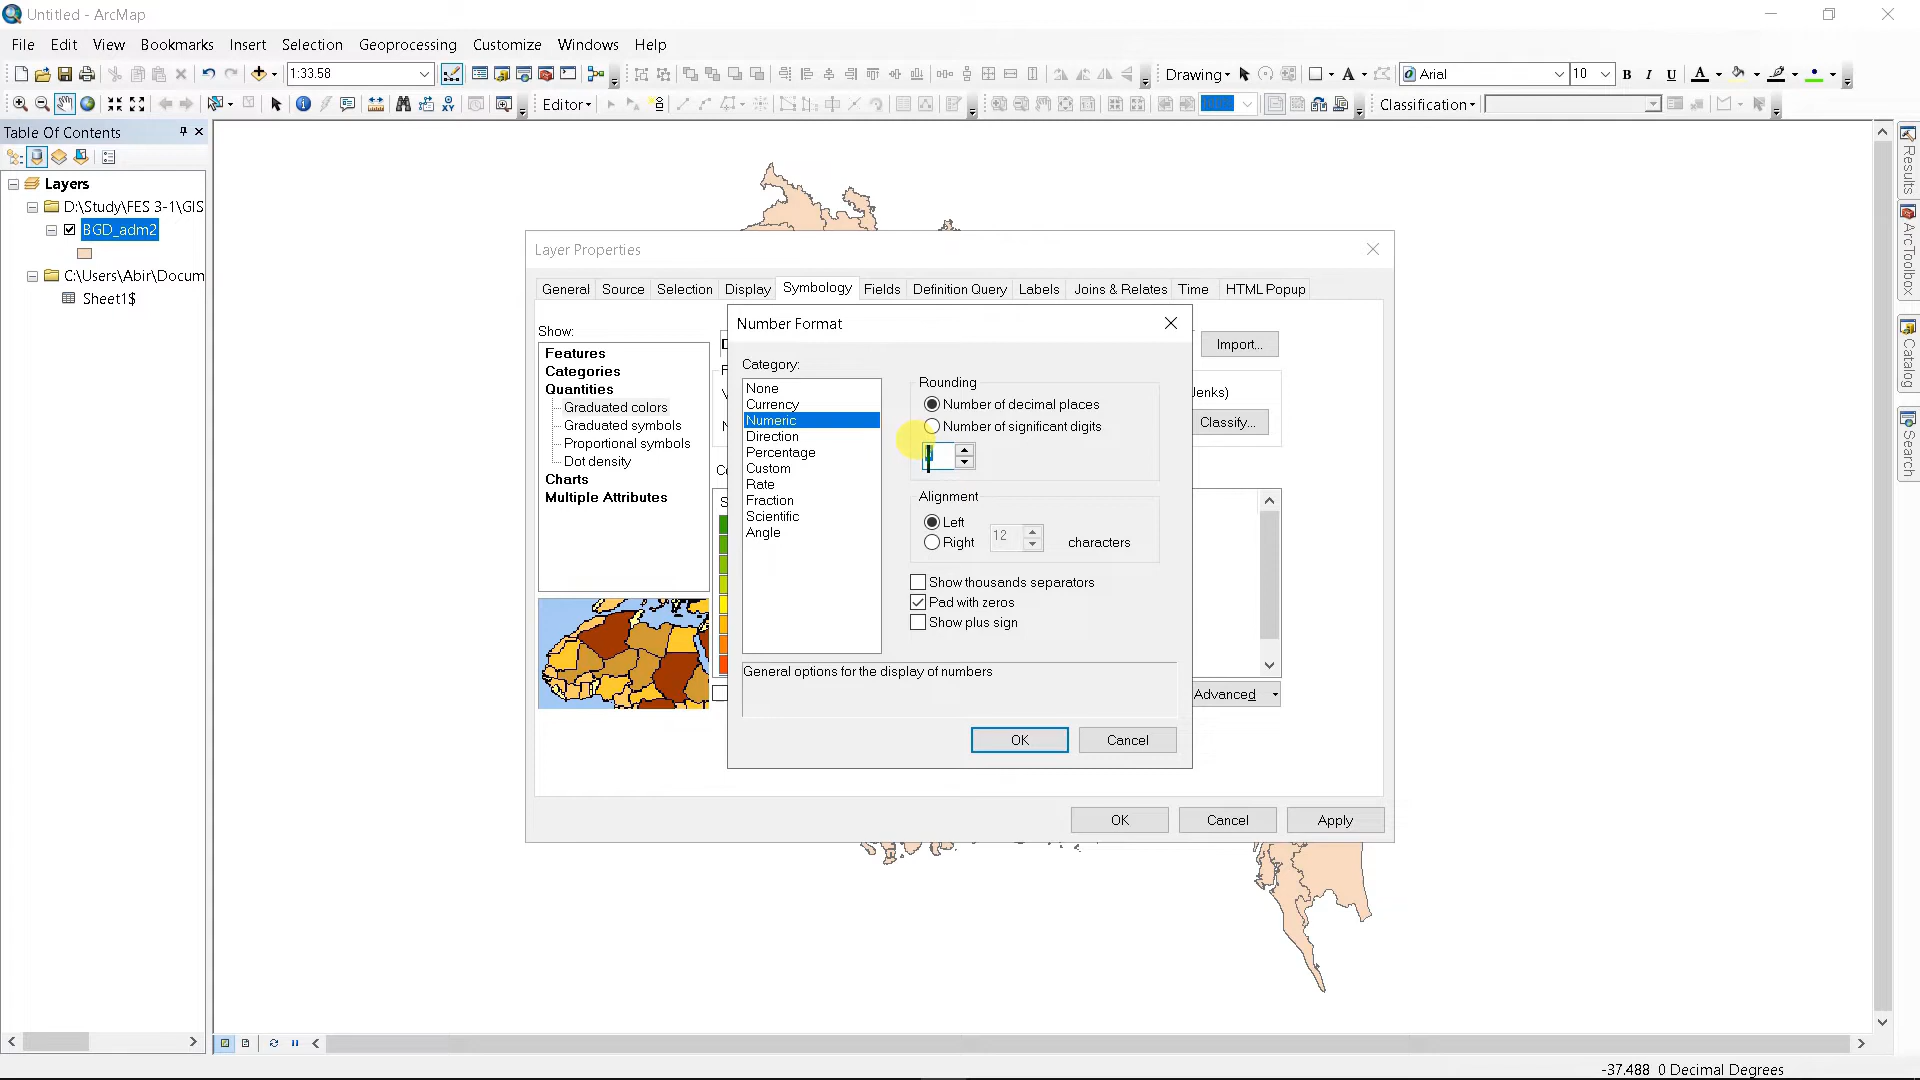 Untitled - ArcMap
File Edit View Bookmarks Insert Selection Geoprocessing Customize Windows Help
1:33.58 Drawing Arial 10 B I U A
Editor Classification
Table Of Contents
Layers
D:\Study\FES 3-1\GIS
BGD_adm2
C:\Users\Abir\Docum
Sheet1$
Results
ArcToolbox
Catalog
Search
Layer Properties
General Source Selection Display Symbology Fields Definition Query Labels Joins & Relates Time HTML Popup
Show:
Features
Categories
Quantities
Graduated colors
Graduated symbols
Proportional symbols
Dot density
Charts
Multiple Attributes
Import...
Jenks)
Classify...
Advanced
OK Cancel Apply
Number Format
Category:
None
Currency
Numeric
Direction
Percentage
Custom
Rate
Fraction
Scientific
Angle
Rounding
Number of decimal places
Number of significant digits
Alignment
Left
Right 12 characters
Show thousands separators
Pad with zeros
Show plus sign
General options for the display of numbers
OK Cancel
-37.488 0 Decimal Degrees